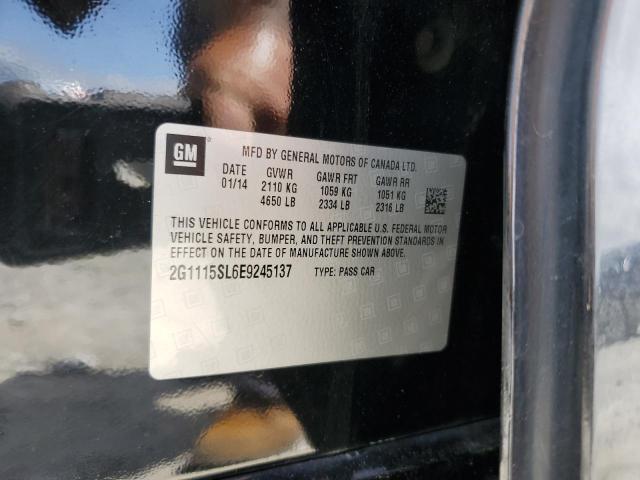 GM
MFD BY GENERAL MOTORS OF CANADA LTD.
DATE GVWR GAWR FRT GAWR RR
01/14 2110 KG 1059 KG 1051 KG
4650 LB 2334 LB 2316 LB
THIS VEHICLE CONFORMS TO ALL APPLICABLE U.S. FEDERAL MOTOR
VEHICLE SAFETY, BUMPER, AND THEFT PREVENTION STANDARDS IN
EFFECT ON THE DATE OF MANUFACTURE SHOWN ABOVE.
2G1115SL6E9245137 TYPE: PASS CAR